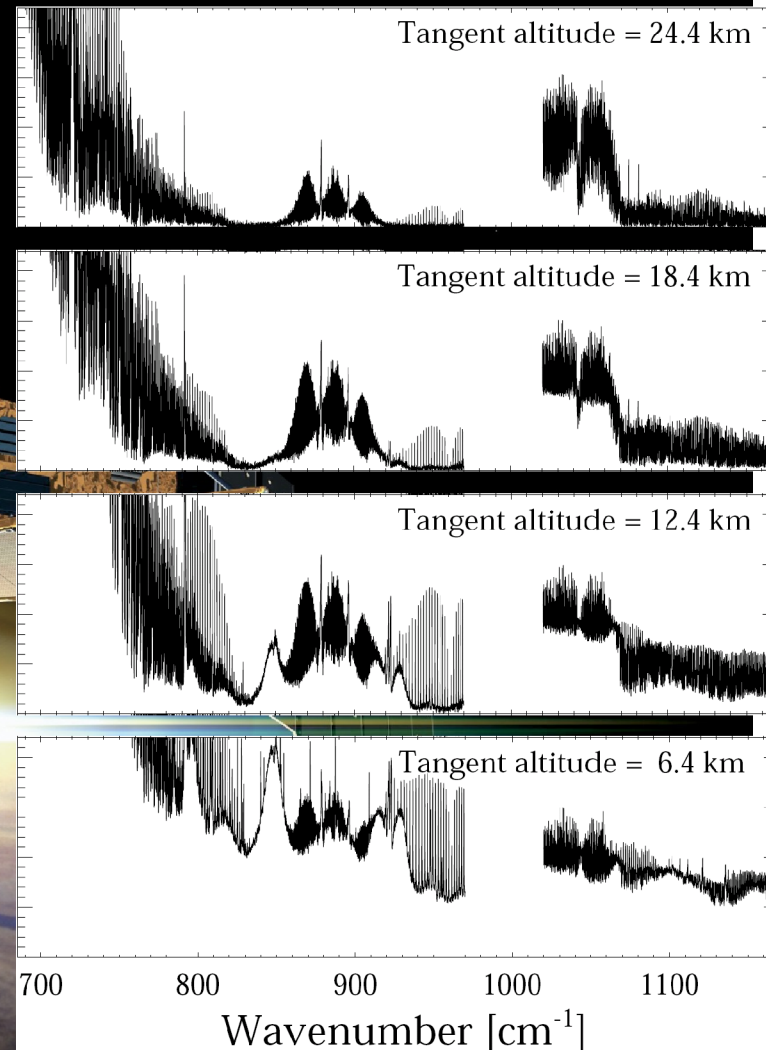 Tangent altitude = 24.4 km
Tangent altitude = 18.4 km
Tangent altitude = 12.4 km
Tangent altitude = 6.4 km
700 800 900 1000 1100
Wavenumber [cm⁻¹]